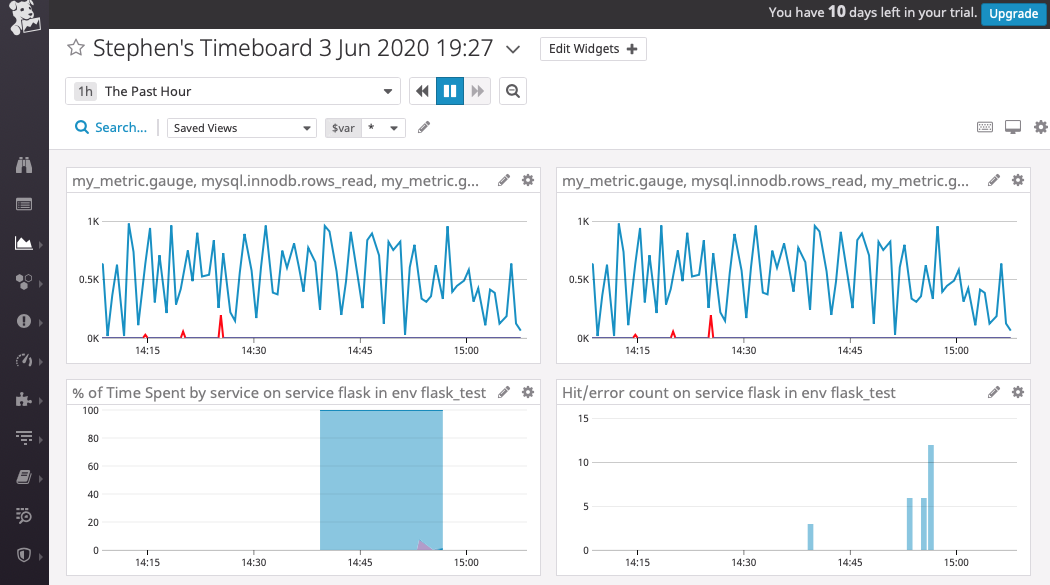 You have 10 days left in your trial. Upgrade
Stephen's Timeboard 3 Jun 2020 19:27 Edit Widgets +
1h The Past Hour
Search... Saved Views $var *
my_metric.gauge, mysql.innodb.rows_read, my_metric.g...
1K
0.5K
0K
14:15 14:30 14:45 15:00
my_metric.gauge, mysql.innodb.rows_read, my_metric.g...
1K
0.5K
0K
14:15 14:30 14:45 15:00
% of Time Spent by service on service flask in env flask_test
100
80
60
40
20
0
14:15 14:30 14:45 15:00
Hit/error count on service flask in env flask_test
15
10
5
0
14:15 14:30 14:45 15:00